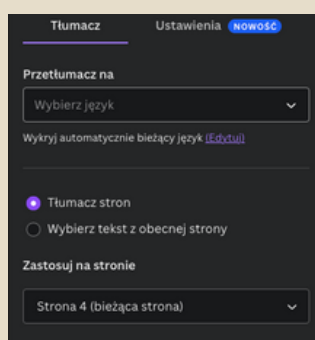 Tłumacz
Ustawienia NOWOŚĆ
Przetłumacz na
Wybierz język
Wykryj automatycznie bieżący język (Edytuj)
Tłumacz stron
Wybierz tekst z obecnej strony
Zastosuj na stronie
Strona 4 (bieżąca strona)